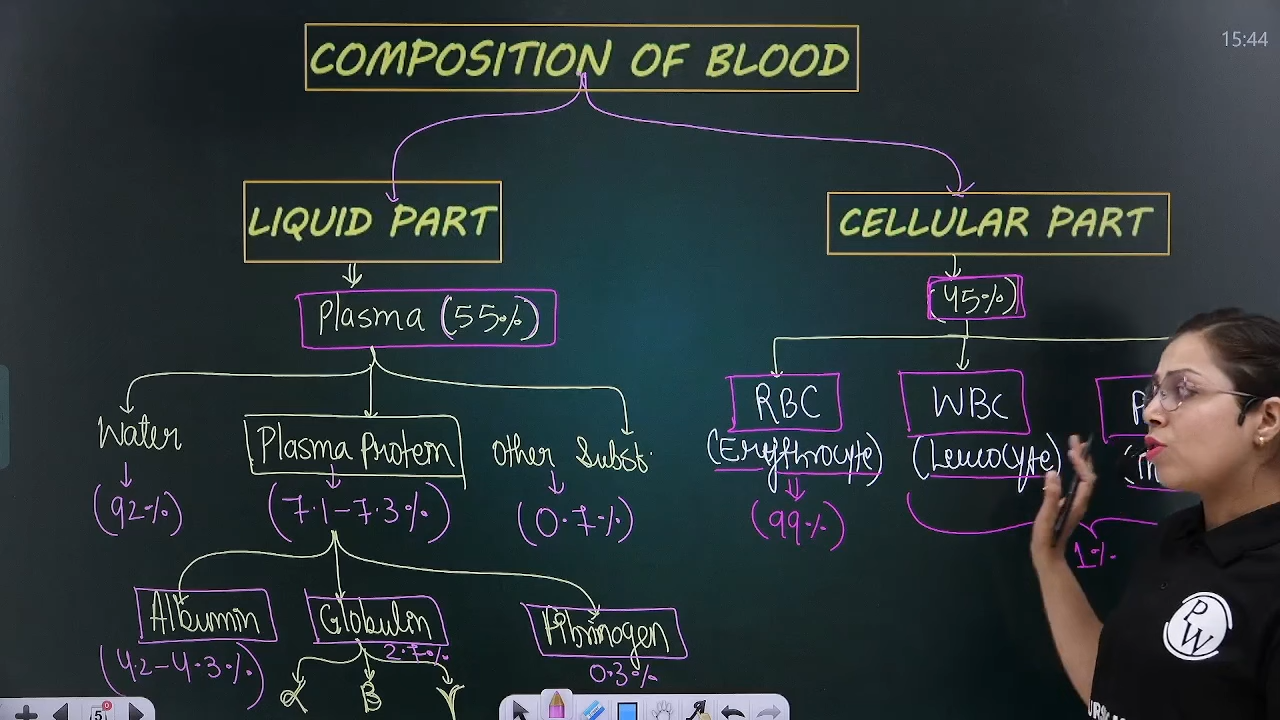 15:44
COMPOSITION OF BLOOD
LIQUID PART
CELLULAR PART
Plasma (55%)
(45%)
Water
Plasma Protein
Other Subst.
RBC
WBC
P
(Erythrocyte)
(Leucocyte)
(92%)
(7.1-7.3%)
(0.7%)
(99%)
1%
Albumin
Globulin
Fibrinogen
(4.2-4.3%)
2.7%
0.3%
α
β
γ
PW
5